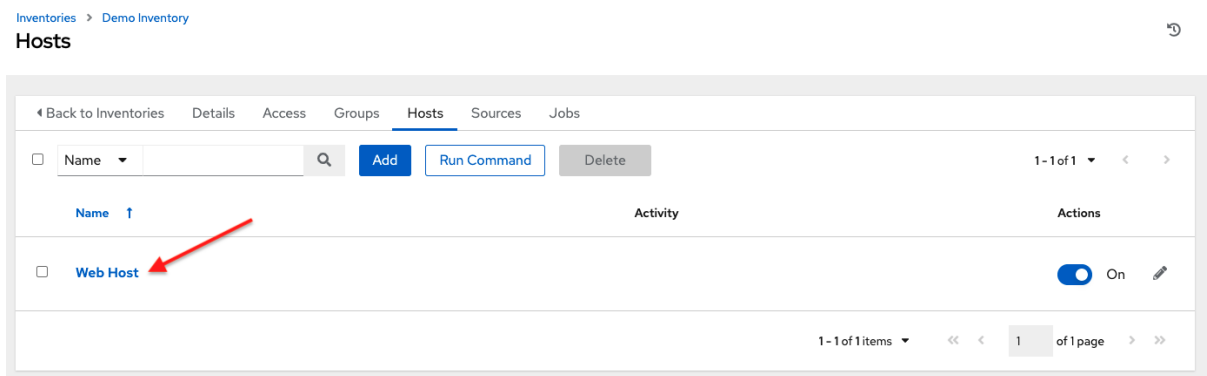 Inventories > Demo Inventory
Hosts
Back to Inventories Details Access Groups Hosts Sources Jobs
Name Add Run Command Delete 1 - 1 of 1
Name Activity Actions
Web Host On
1 - 1 of 1 items 1 of 1 page